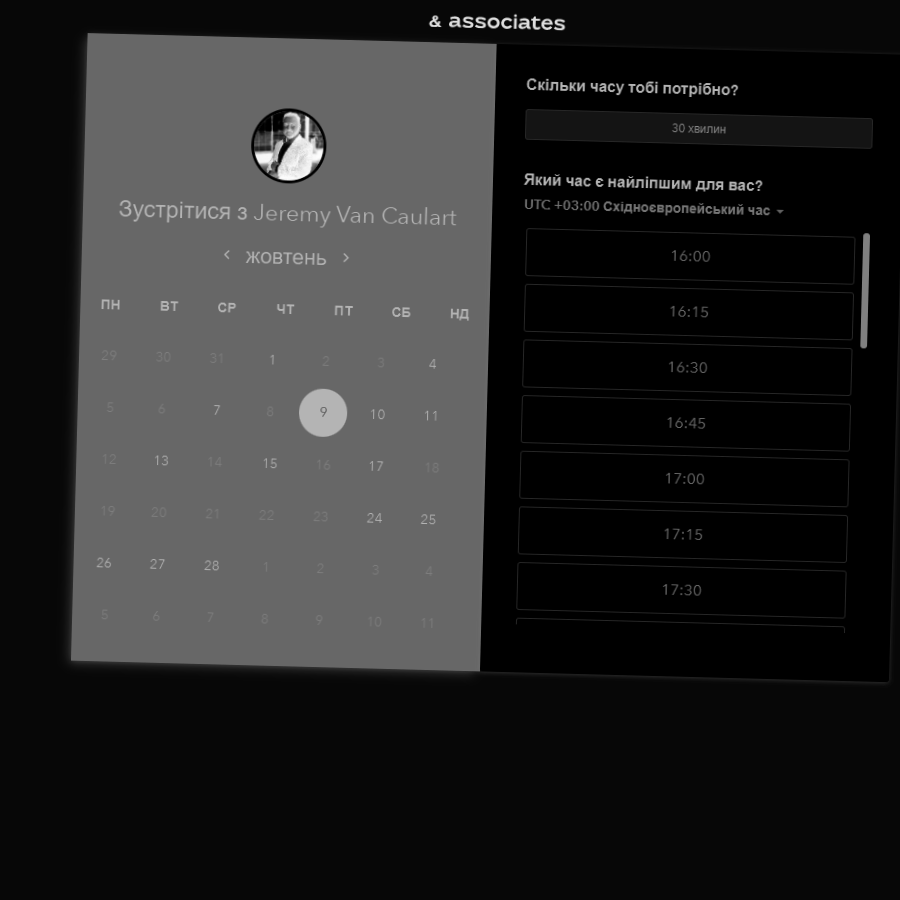 & associates
Зустрітися з Jeremy Van Caulart
жовтень
ПН ВТ СР ЧТ ПТ СБ НД
29 30 31 1 2 3 4
5 6 7 8 9 10 11
12 13 14 15 16 17 18
19 20 21 22 23 24 25
26 27 28 1 2 3 4
5 6 7 8 9 10 11
Скільки часу тобі потрібно?
30 хвилин
Який час є найліпшим для вас?
UTC +03:00 Східноєвропейський час
16:00
16:15
16:30
16:45
17:00
17:15
17:30